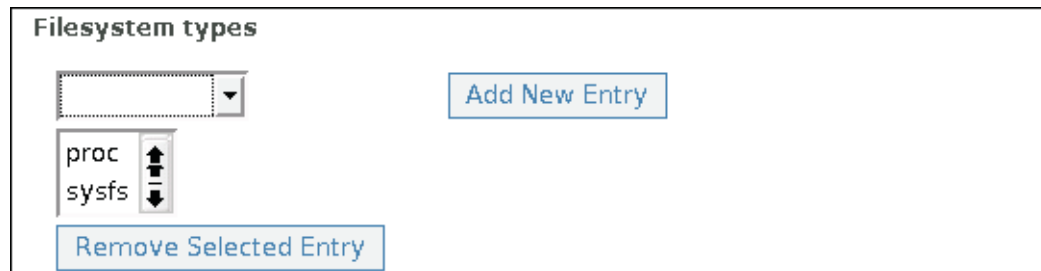 Filesystem types
Add New Entry
proc
sysfs
Remove Selected Entry